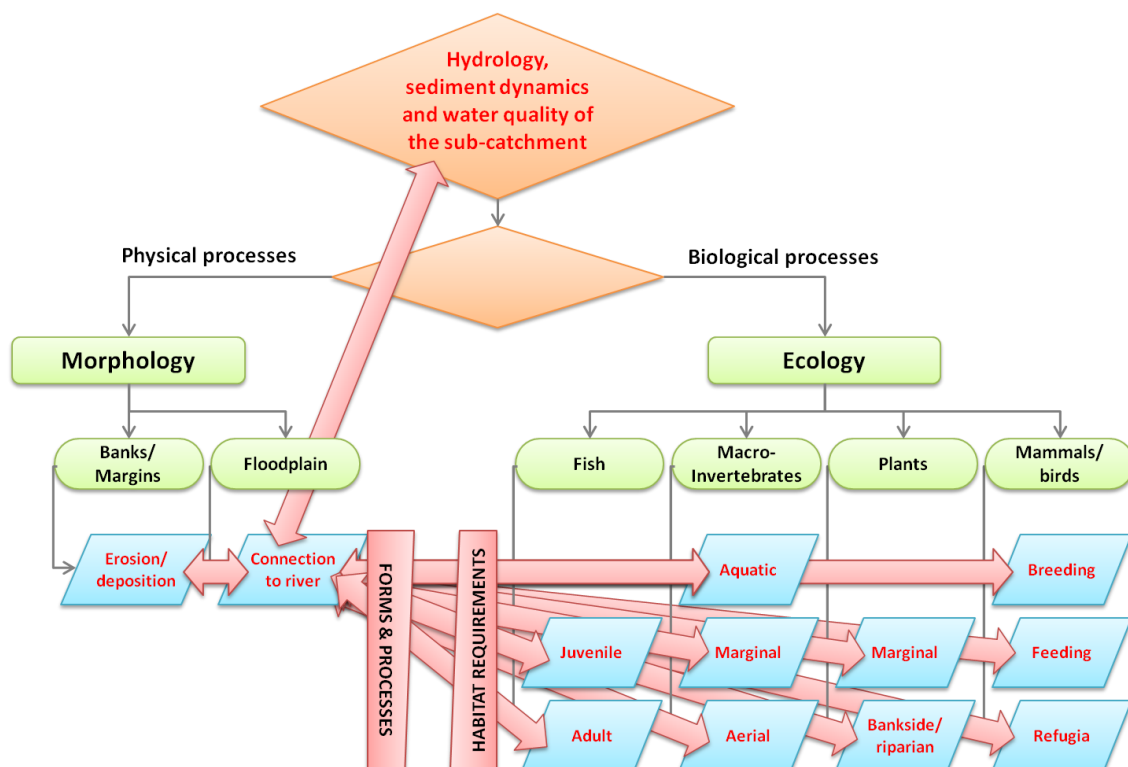 Hydrology,
sediment dynamics
and water quality of
the sub-catchment
Physical processes
Biological processes
Morphology
Ecology
Banks/
Margins
Floodplain
Fish
Macro-
Invertebrates
Plants
Mammals/
birds
Erosion/
deposition
Connection
to river
FORMS & PROCESSES
HABITAT REQUIREMENTS
Aquatic
Breeding
Juvenile
Marginal
Marginal
Feeding
Adult
Aerial
Bankside/
riparian
Refugia